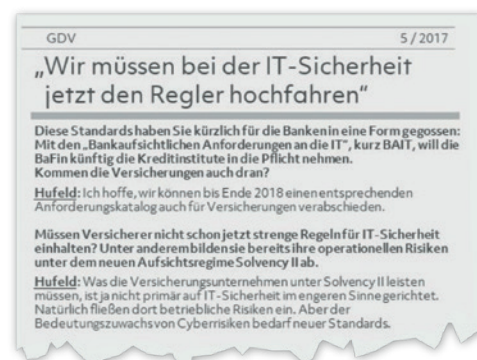 GDV 5 / 2017
„Wir müssen bei der IT-Sicherheit
jetzt den Regler hochfahren“
Diese Standards haben Sie kürzlich für die Banken in eine Form gegossen:
Mit den „Bankaufsichtlichen Anforderungen an die IT“, kurz BAIT, will die
BaFin künftig die Kreditinstitute in die Pflicht nehmen.
Kommen die Versicherungen auch dran?
Hufeld: Ich hoffe, wir können bis Ende 2018 einen entsprechenden
Anforderungskatalog auch für Versicherungen verabschieden.
Müssen Versicherer nicht schon jetzt strenge Regeln für IT-Sicherheit
einhalten? Unter anderem bilden sie bereits ihre operationellen Risiken
unter dem neuen Aufsichtsregime Solvency II ab.
Hufeld: Was die Versicherungsunternehmen unter Solvency II leisten
müssen, ist ja nicht primär auf IT-Sicherheit im engeren Sinne gerichtet.
Natürlich fließen dort betriebliche Risiken ein. Aber der
Bedeutungszuwachs von Cyberrisiken bedarf neuer Standards.